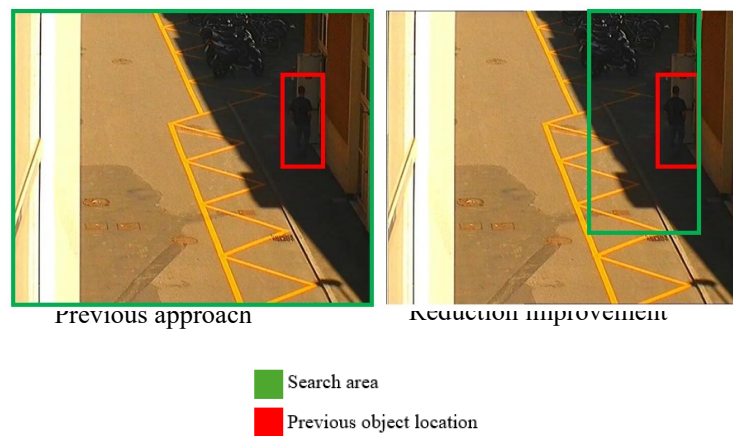 Previous approach
Reduction improvement
Search area
Previous object location